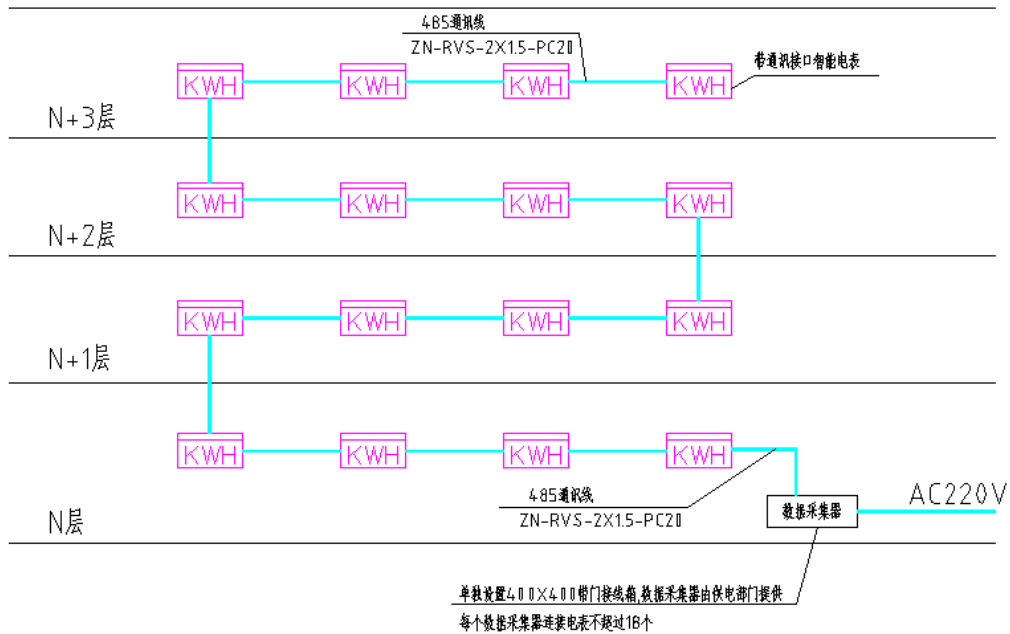 485通讯线
ZN-RVS-2X1.5-PC20
带通讯接口智能电表
KWH KWH KWH KWH
N+3层
KWH KWH KWH KWH
N+2层
KWH KWH KWH KWH
N+1层
KWH KWH KWH KWH
485通讯线
ZN-RVS-2X1.5-PC20
数据采集器
AC220V
N层
单独设置400X400带门接线箱,数据采集器由供电部门提供
每个数据采集器连接电表不超过18个